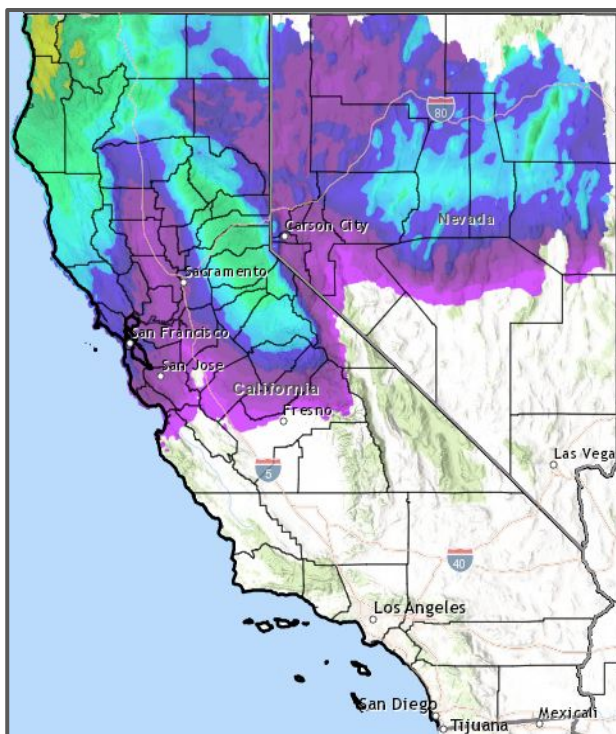 80
Nevada
Carson City
Sacramento
San Francisco
San Jose
California
Fresno
5
Las Vega
40
Los Angeles
San Diego
Mexicali
Tijuana